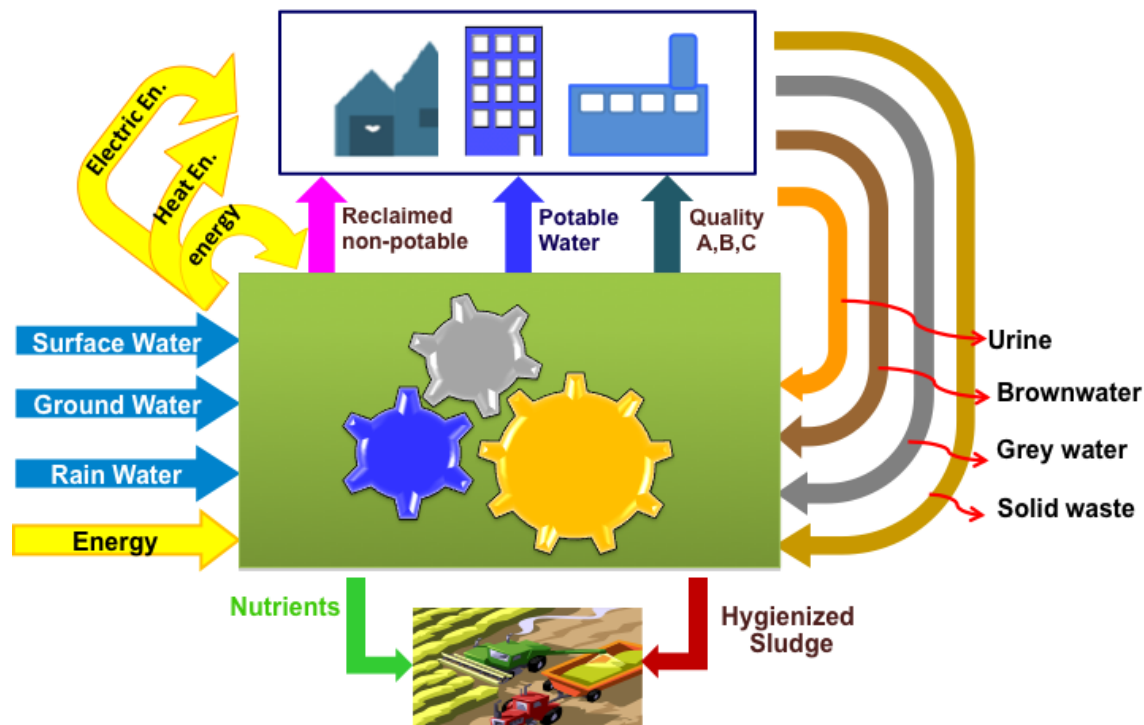 Electric En.
Heat En.
energy
Reclaimed
non-potable
Potable
Water
Quality
A,B,C
Surface Water
Ground Water
Rain Water
Energy
Urine
Brownwater
Grey water
Solid waste
Nutrients
Hygienized
Sludge